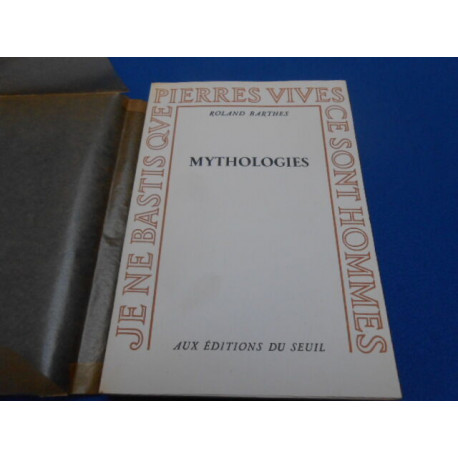 JE NE BASTIS QVE
PIERRES VIVES
CE SONT HOMMES
ROLAND BARTHES
MYTHOLOGIES
AUX ÉDITIONS DU SEUIL